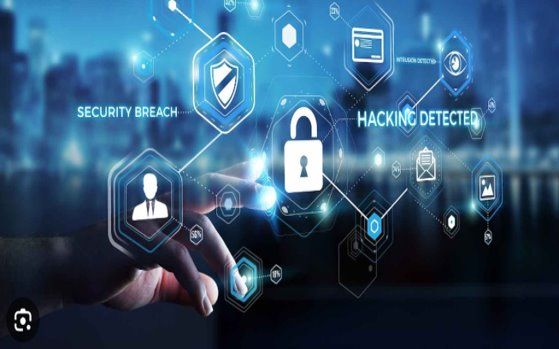 SECURITY BREACH
HACKING DETECTED
INTRUSION DETECTED